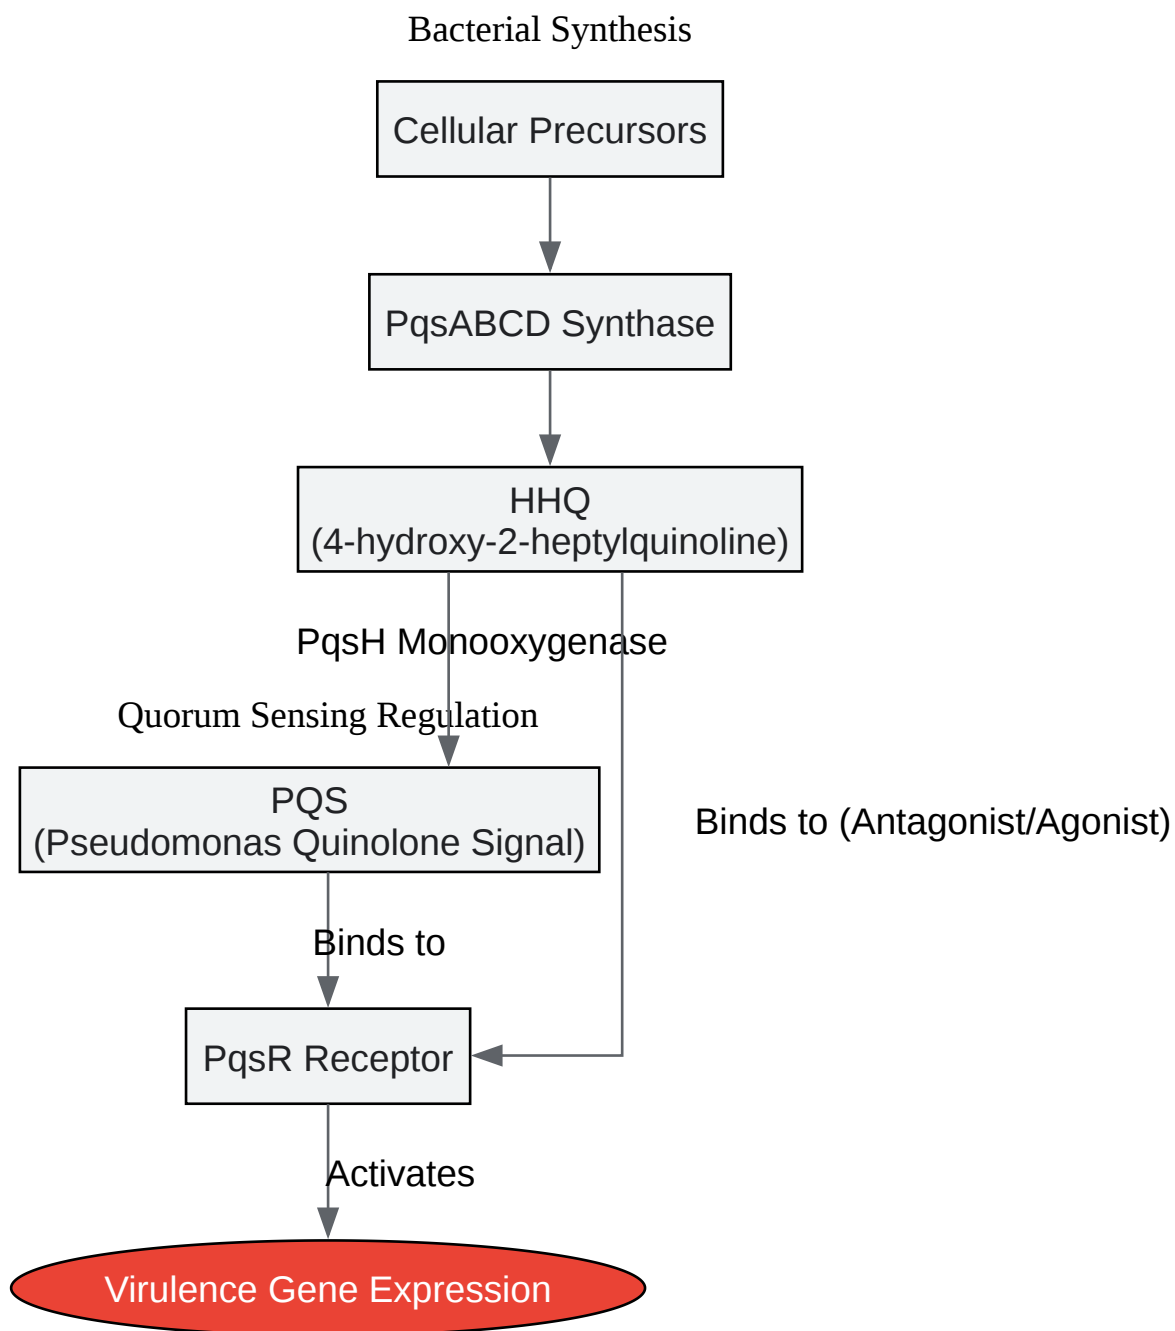 Bacterial Synthesis
Cellular Precursors
PqsABCD Synthase
HHQ
(4-hydroxy-2-heptylquinoline)
PqsH Monooxygenase
Quorum Sensing Regulation
PQS
(Pseudomonas Quinolone Signal)
Binds to (Antagonist/Agonist)
Binds to
PqsR Receptor
Activates
Virulence Gene Expression